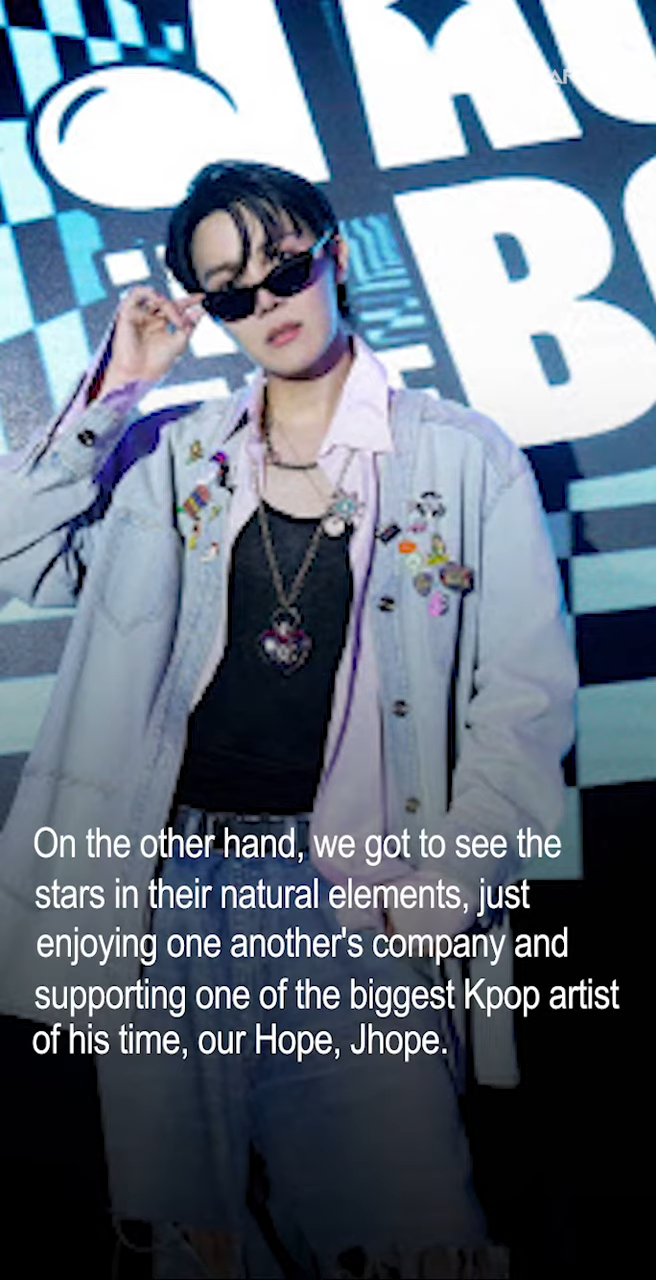 B
On the other hand, we got to see the
stars in their natural elements, just
enjoying one another's company and
supporting one of the biggest Kpop artist
of his time, our Hope, Jhope.